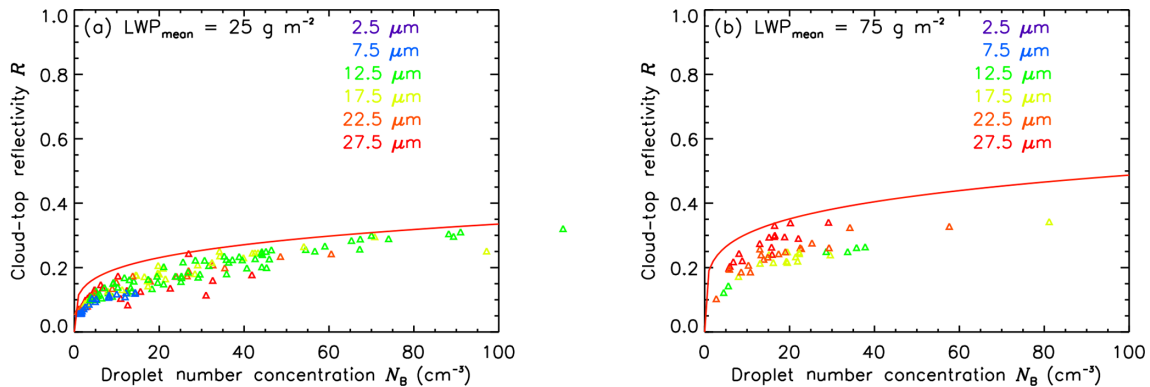 (a) LWPmean = 25 g m⁻²
2.5 μm
7.5 μm
12.5 μm
17.5 μm
22.5 μm
27.5 μm
Cloud-top reflectivity R
1.0
0.8
0.6
0.4
0.2
0.0
0 20 40 60 80 100
Droplet number concentration NB (cm⁻³)
(b) LWPmean = 75 g m⁻²
2.5 μm
7.5 μm
12.5 μm
17.5 μm
22.5 μm
27.5 μm
Cloud-top reflectivity R
1.0
0.8
0.6
0.4
0.2
0.0
0 20 40 60 80 100
Droplet number concentration NB (cm⁻³)